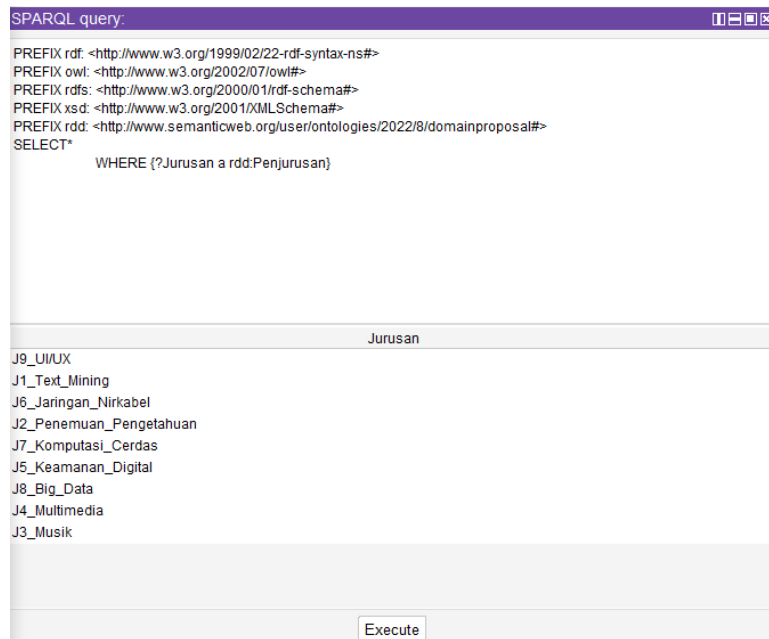 SPARQL query:
PREFIX rdf: <http://www.w3.org/1999/02/22-rdf-syntax-ns#>
PREFIX owl: <http://www.w3.org/2002/07/owl#>
PREFIX rdfs: <http://www.w3.org/2000/01/rdf-schema#>
PREFIX xsd: <http://www.w3.org/2001/XMLSchema#>
PREFIX rdd: <http://www.semanticweb.org/user/ontologies/2022/8/domainproposal#>
SELECT*
WHERE {?Jurusan a rdd:Penjurusan}
Jurusan
J9_UI/UX
J1_Text_Mining
J6_Jaringan_Nirkabel
J2_Penemuan_Pengetahuan
J7_Komputasi_Cerdas
J5_Keamanan_Digital
J8_Big_Data
J4_Multimedia
J3_Musik
Execute